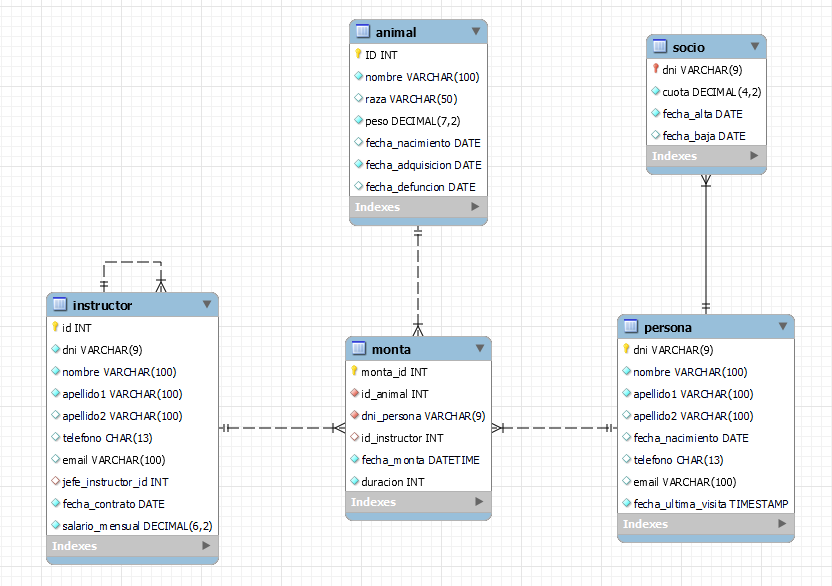 animal
ID INT
nombre VARCHAR(100)
raza VARCHAR(50)
peso DECIMAL(7,2)
fecha_nacimiento DATE
fecha_adquisicion DATE
fecha_defuncion DATE
Indexes
socio
dni VARCHAR(9)
cuota DECIMAL(4,2)
fecha_alta DATE
fecha_baja DATE
Indexes
instructor
id INT
dni VARCHAR(9)
nombre VARCHAR(100)
apellido1 VARCHAR(100)
apellido2 VARCHAR(100)
telefono CHAR(13)
email VARCHAR(100)
jefe_instructor_id INT
fecha_contrato DATE
salario_mensual DECIMAL(6,2)
Indexes
monta
monta_id INT
id_animal INT
dni_persona VARCHAR(9)
id_instructor INT
fecha_monta DATETIME
duracion INT
Indexes
persona
dni VARCHAR(9)
nombre VARCHAR(100)
apellido1 VARCHAR(100)
apellido2 VARCHAR(100)
fecha_nacimiento DATE
telefono CHAR(13)
email VARCHAR(100)
fecha_ultima_visita TIMESTAMP
Indexes